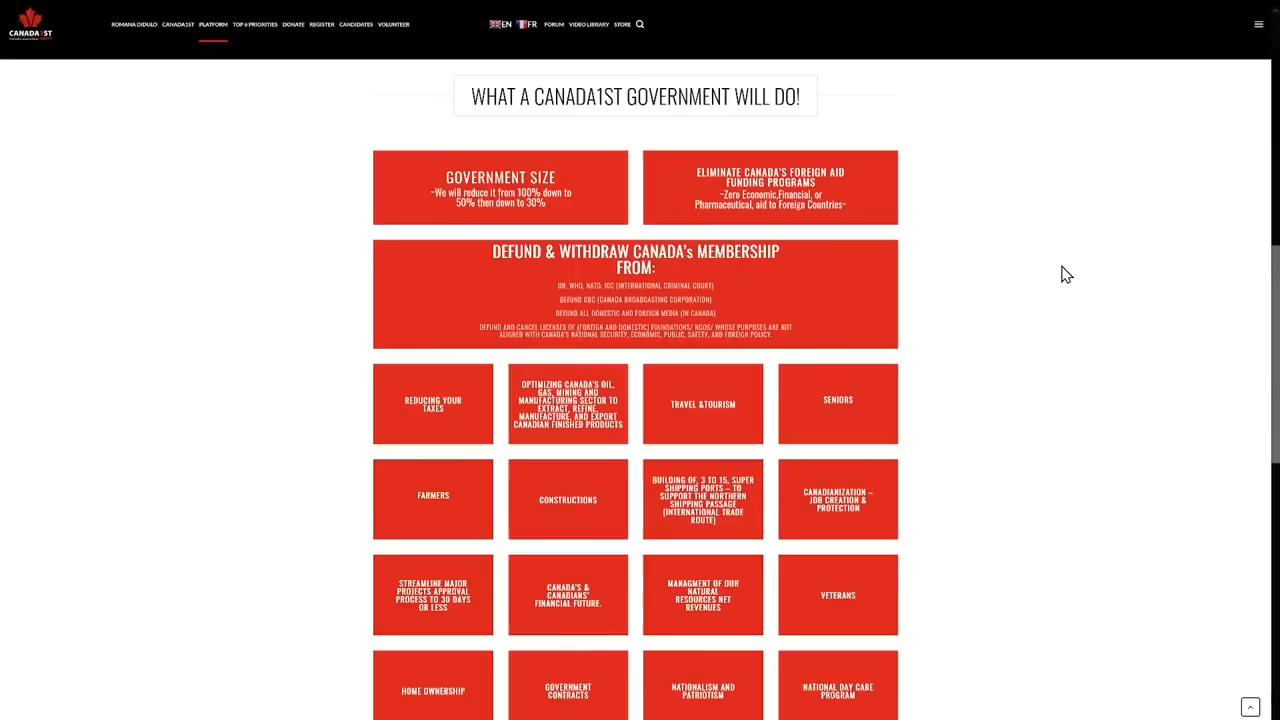 CANADA1ST
ROMANA DIDULO CANADA1ST PLATFORM TOP 6 PRIORITIES DONATE REGISTER CANDIDATES VOLUNTEER EN FR FORUM VIDEO LIBRARY STORE
WHAT A CANADA1ST GOVERNMENT WILL DO!
GOVERNMENT SIZE
~We will reduce it from 100% down to
50% then down to 30%
ELIMINATE CANADA'S FOREIGN AID
FUNDING PROGRAMS
~Zero Economic,Financial, or
Pharmaceutical, aid to Foreign Countries~
DEFUND & WITHDRAW CANADA's MEMBERSHIP
FROM:
UN, WHO, NATO, ICC (INTERNATIONAL CRIMINAL COURT)
DEFUND CBC (CANADA BROADCASTING CORPORATION)
DEFUND ALL DOMESTIC AND FOREIGN MEDIA (IN CANADA)
DEFUND AND CANCEL LICENSES OF (FOREIGN AND DOMESTIC) FOUNDATIONS/ NGOS/ WHOSE PURPOSES ARE NOT
ALIGNED WITH CANADA'S NATIONAL SECURITY, ECONOMIC, PUBLIC, SAFETY, AND FOREIGN POLICY.
REDUCING YOUR
TAXES
OPTIMIZING CANADA'S OIL,
GAS, MINING AND
MANUFACTURING SECTOR TO
EXTRACT, REFINE,
MANUFACTURE, AND EXPORT
CANADIAN FINISHED PRODUCTS
TRAVEL &TOURISM
SENIORS
FARMERS
CONSTRUCTIONS
BUILDING OF, 3 TO 15, SUPER
SHIPPING PORTS – TO
SUPPORT THE NORTHERN
SHIPPING PASSAGE
(INTERNATIONAL TRADE
ROUTE)
CANADIANIZATION –
JOB CREATION &
PROTECTION
STREAMLINE MAJOR
PROJECTS APPROVAL
PROCESS TO 30 DAYS
OR LESS
CANADA'S &
CANADIANS'
FINANCIAL FUTURE.
MANAGMENT OF OUR
NATURAL
RESOURCES NET
REVENUES
VETERANS
HOME OWNERSHIP
GOVERNMENT
CONTRACTS
NATIONALISM AND
PATRIOTISM
NATIONAL DAY CARE
PROGRAM